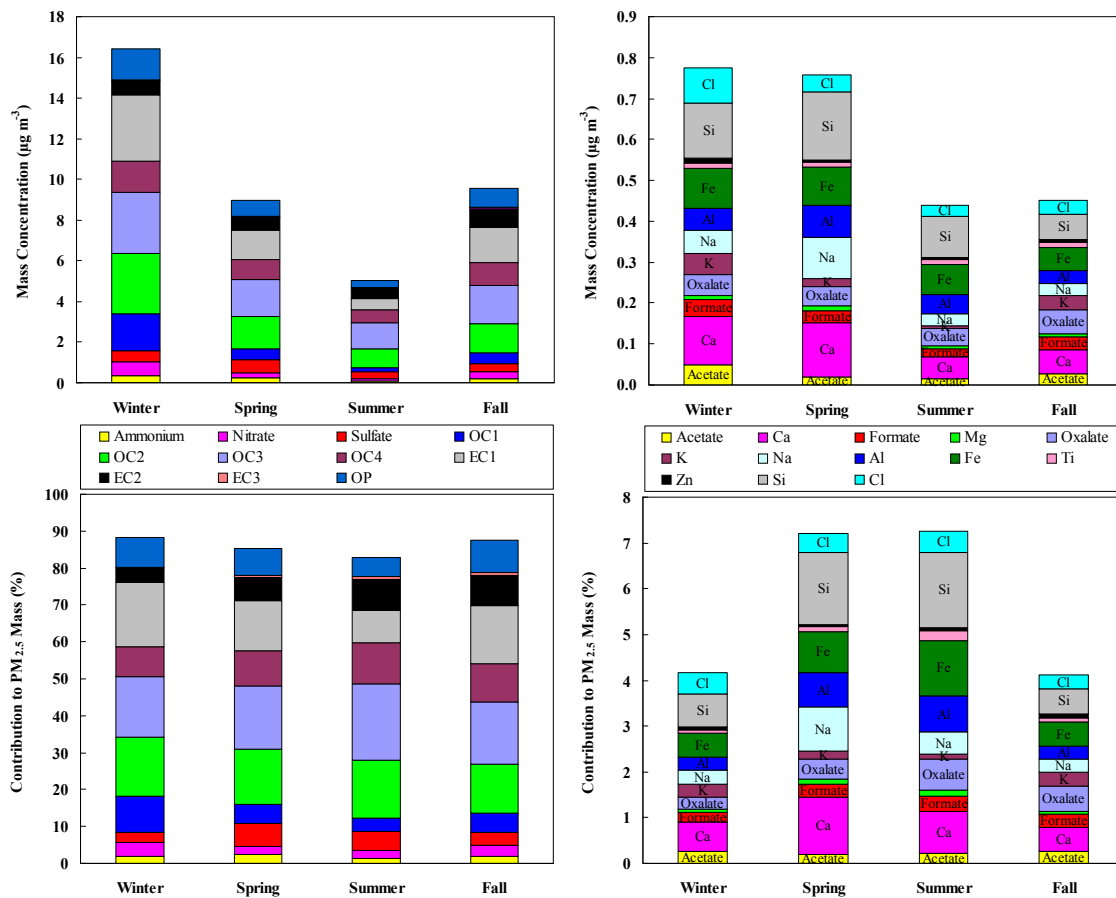 Mass Concentration (µg m-3)
18
16
14
12
10
8
6
4
2
0
Winter Spring Summer Fall
Ammonium Nitrate Sulfate OC1
OC2 OC3 OC4 EC1
EC2 EC3 OP
Mass Concentration (µg m-3)
0.9
0.8
0.7
0.6
0.5
0.4
0.3
0.2
0.1
0.0
Cl
Si
Fe
Al
Na
K
Oxalate
Formate
Ca
Acetate
Cl
Si
Fe
Al
Na
K
Oxalate
Formate
Ca
Acetate
Cl
Si
Fe
Al
Na
K
Oxalate
Formate
Ca
Acetate
Cl
Si
Fe
Al
Na
K
Oxalate
Formate
Ca
Acetate
Winter Spring Summer Fall
Acetate Ca Formate Mg Oxalate
K Na Al Fe Ti
Zn Si Cl
Contribution to PM2.5 Mass (%)
100
90
80
70
60
50
40
30
20
10
0
Winter Spring Summer Fall
Contribution to PM2.5 Mass (%)
8
7
6
5
4
3
2
1
0
Cl
Si
Fe
Al
Na
K
Oxalate
Formate
Ca
Acetate
Cl
Si
Fe
Al
Na
K
Oxalate
Formate
Ca
Acetate
Cl
Si
Fe
Al
Na
K
Oxalate
Formate
Ca
Acetate
Cl
Si
Fe
Al
Na
K
Oxalate
Formate
Ca
Acetate
Winter Spring Summer Fall